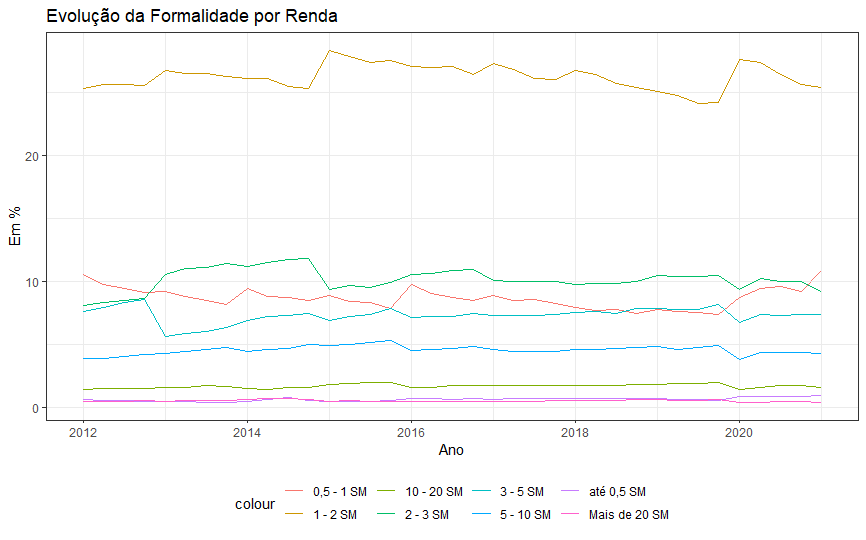 Evolução da Formalidade por Renda
Em %
20
10
0
2012 2014 2016 2018 2020
Ano
colour
0,5 - 1 SM 10 - 20 SM 3 - 5 SM até 0,5 SM
1 - 2 SM 2 - 3 SM 5 - 10 SM Mais de 20 SM